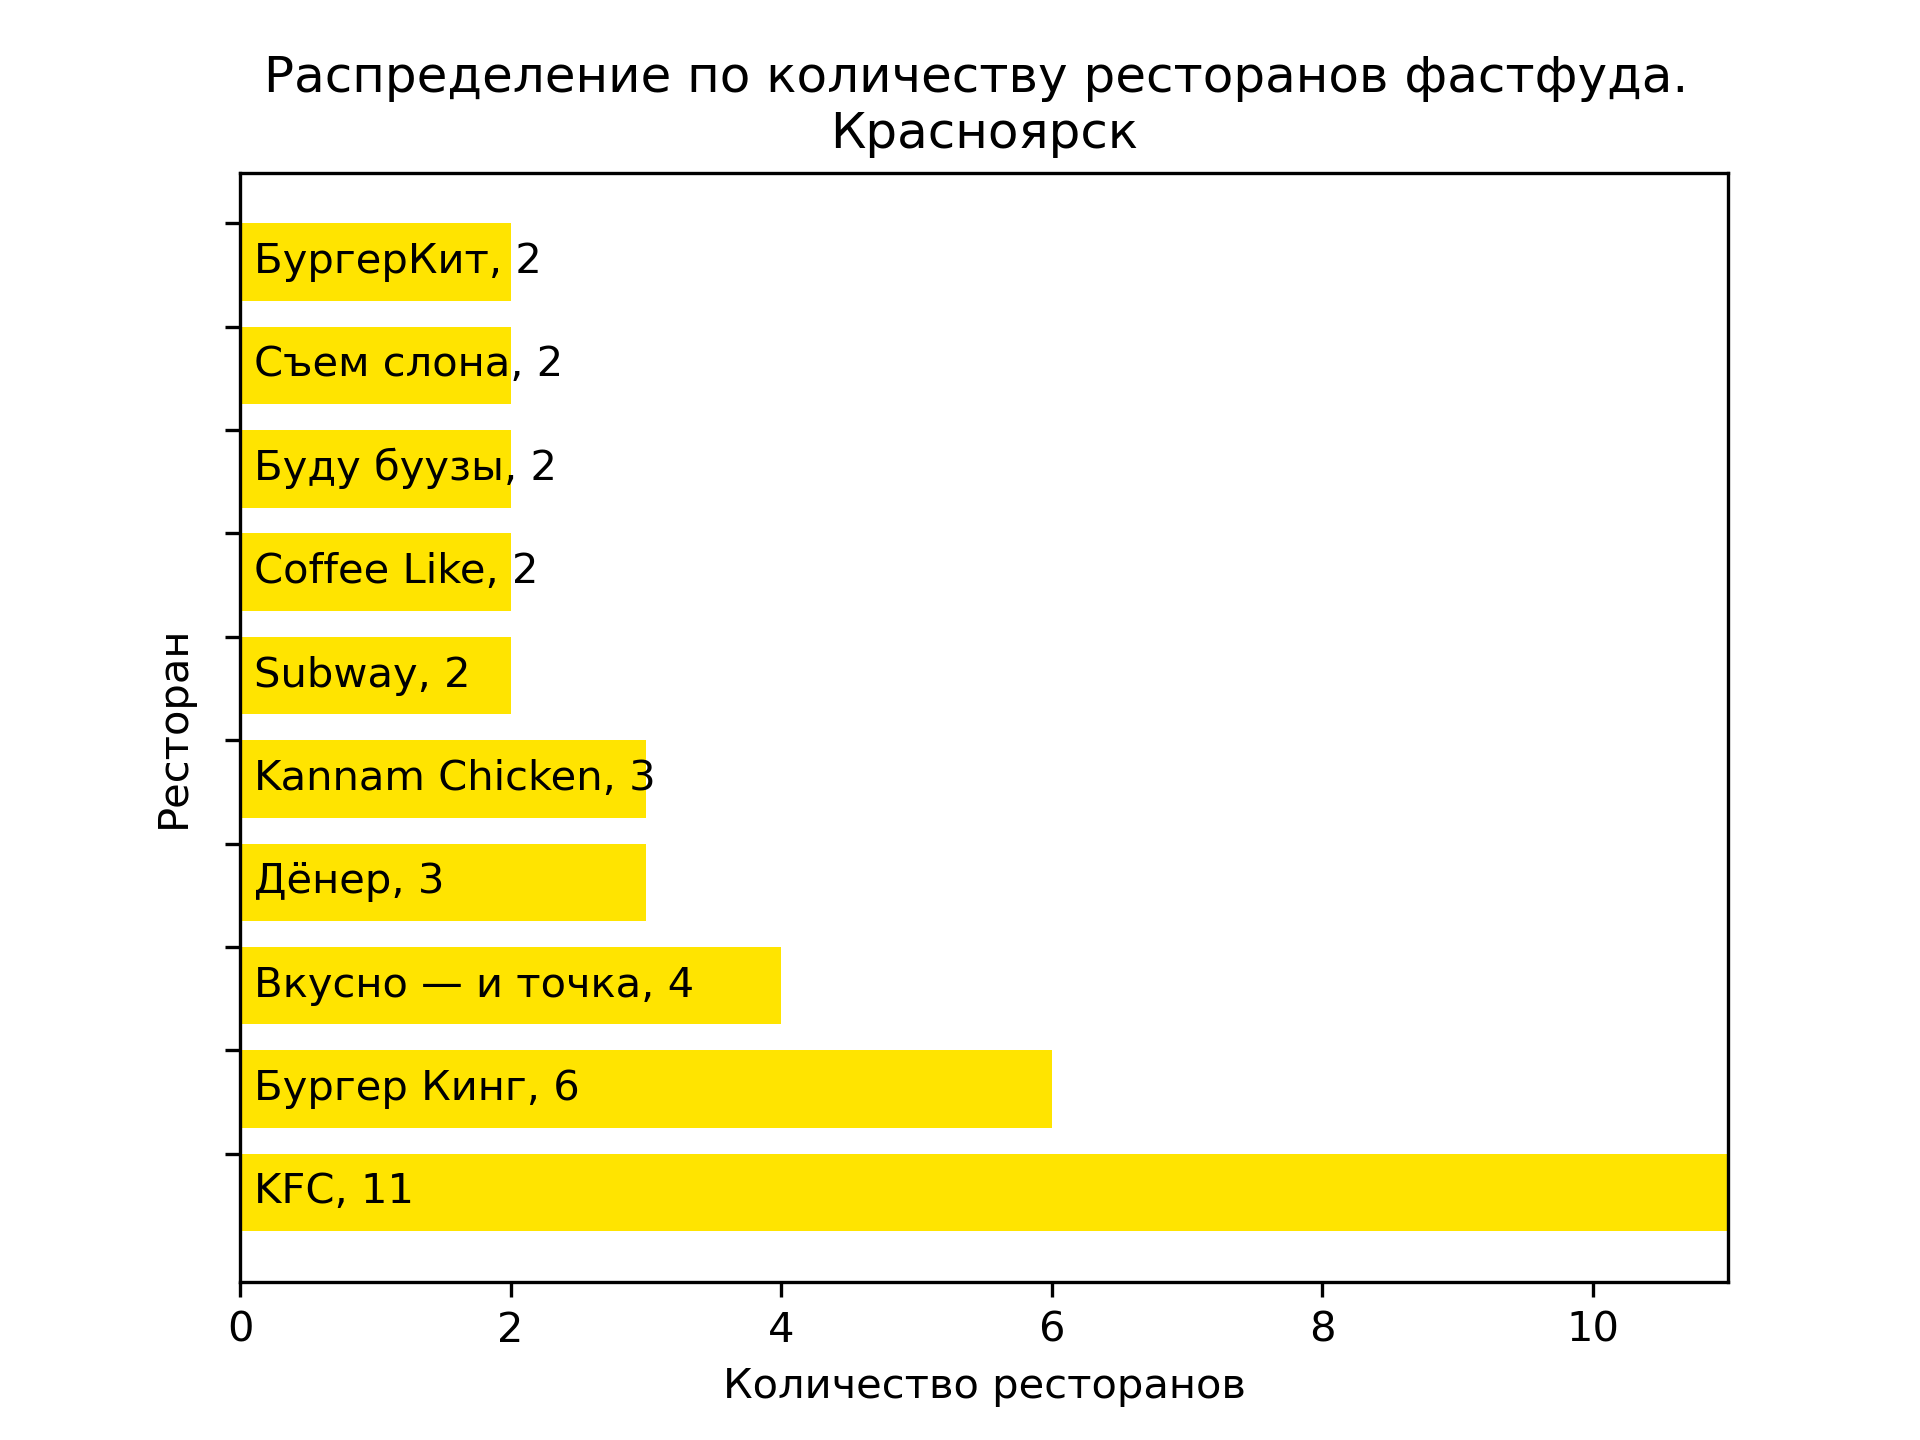 Распределение по количеству ресторанов фастфуда.
Красноярск
БургерКит, 2
Съем слона, 2
Буду буузы, 2
Coffee Like, 2
Subway, 2
Kannam Chicken, 3
Дёнер, 3
Вкусно — и точка, 4
Бургер Кинг, 6
KFC, 11
Ресторан
0 2 4 6 8 10
Количество ресторанов